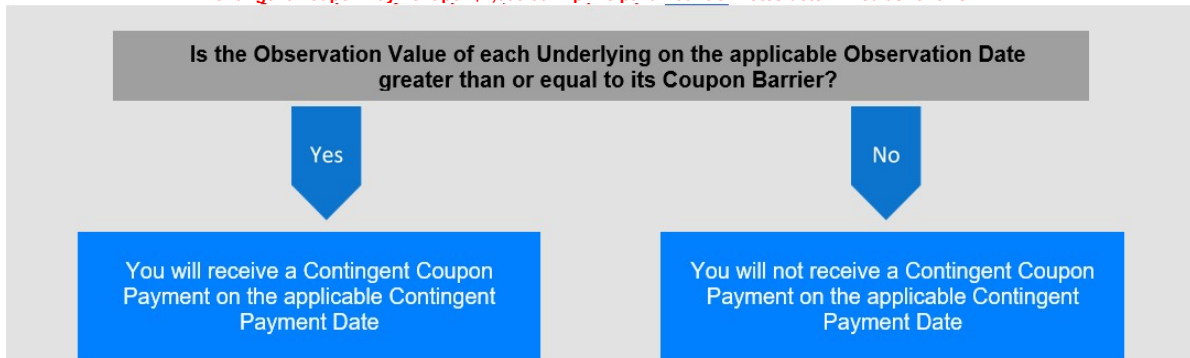 Is the Observation Value of each Underlying on the applicable Observation Date
greater than or equal to its Coupon Barrier?
Yes
No
You will receive a Contingent Coupon
Payment on the applicable Contingent
Payment Date
You will not receive a Contingent Coupon
Payment on the applicable Contingent
Payment Date